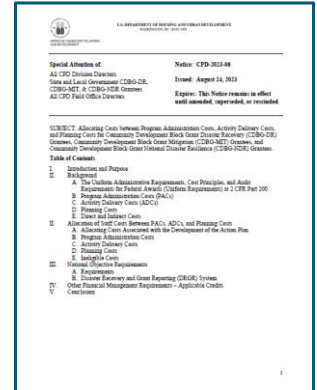 U.S. DEPARTMENT OF HOUSING AND URBAN DEVELOPMENT
WASHINGTON, DC 20410-7000
OFFICE OF COMMUNITY PLANNING
AND DEVELOPMENT
Special Attention of:
All CPD Division Directors
State and Local Government CDBG-DR,
CDBG-MIT, & CDBG-NDR Grantees
All CPD Field Office Directors
Notice: CPD-2023-06
Issued: August 24, 2023
Expires: This Notice remains in effect
until amended, superseded, or rescinded.
SUBJECT: Allocating Costs between Program Administration Costs, Activity Delivery Costs,
and Planning Costs for Community Development Block Grant Disaster Recovery (CDBG-DR)
Grantees, Community Development Block Grant Mitigation (CDBG-MIT) Grantees, and
Community Development Block Grant National Disaster Resilience (CDBG-NDR) Grantees.
Table of Contents
I. Introduction and Purpose
II. Background
A. The Uniform Administrative Requirements, Cost Principles, and Audit
Requirements for Federal Awards (Uniform Requirements) at 2 CFR Part 200
B. Program Administration Costs (PACs)
C. Activity Delivery Costs (ADCs)
D. Planning Costs
E. Direct and Indirect Costs
II. Allocation of Staff Costs Between PACs, ADCs, and Planning Costs
A. Allocating Costs Associated with the Development of the Action Plan
B. Program Administration Costs
C. Activity Delivery Costs
D. Planning Costs
E. Ineligible Costs
III. National Objective Requirements
A. Requirements
B. Disaster Recovery and Grant Reporting (DRGR) System
IV. Other Financial Management Requirements – Applicable Credits
V. Conclusion
1